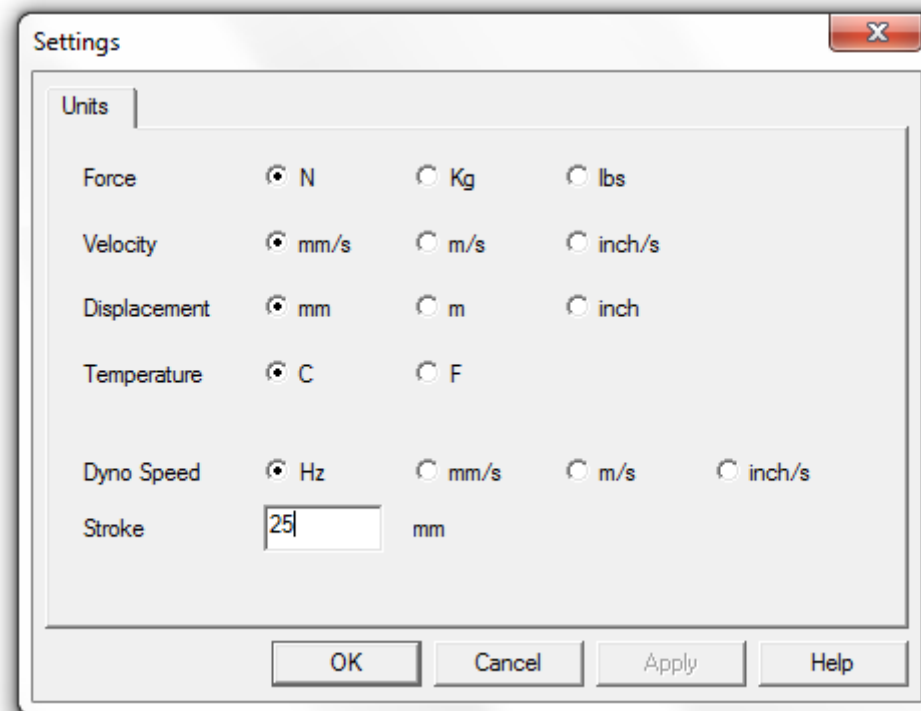 Settings
Units
Force N Kg lbs
Velocity mm/s m/s inch/s
Displacement mm m inch
Temperature C F
Dyno Speed Hz mm/s m/s inch/s
Stroke 25 mm
OK Cancel Apply Help